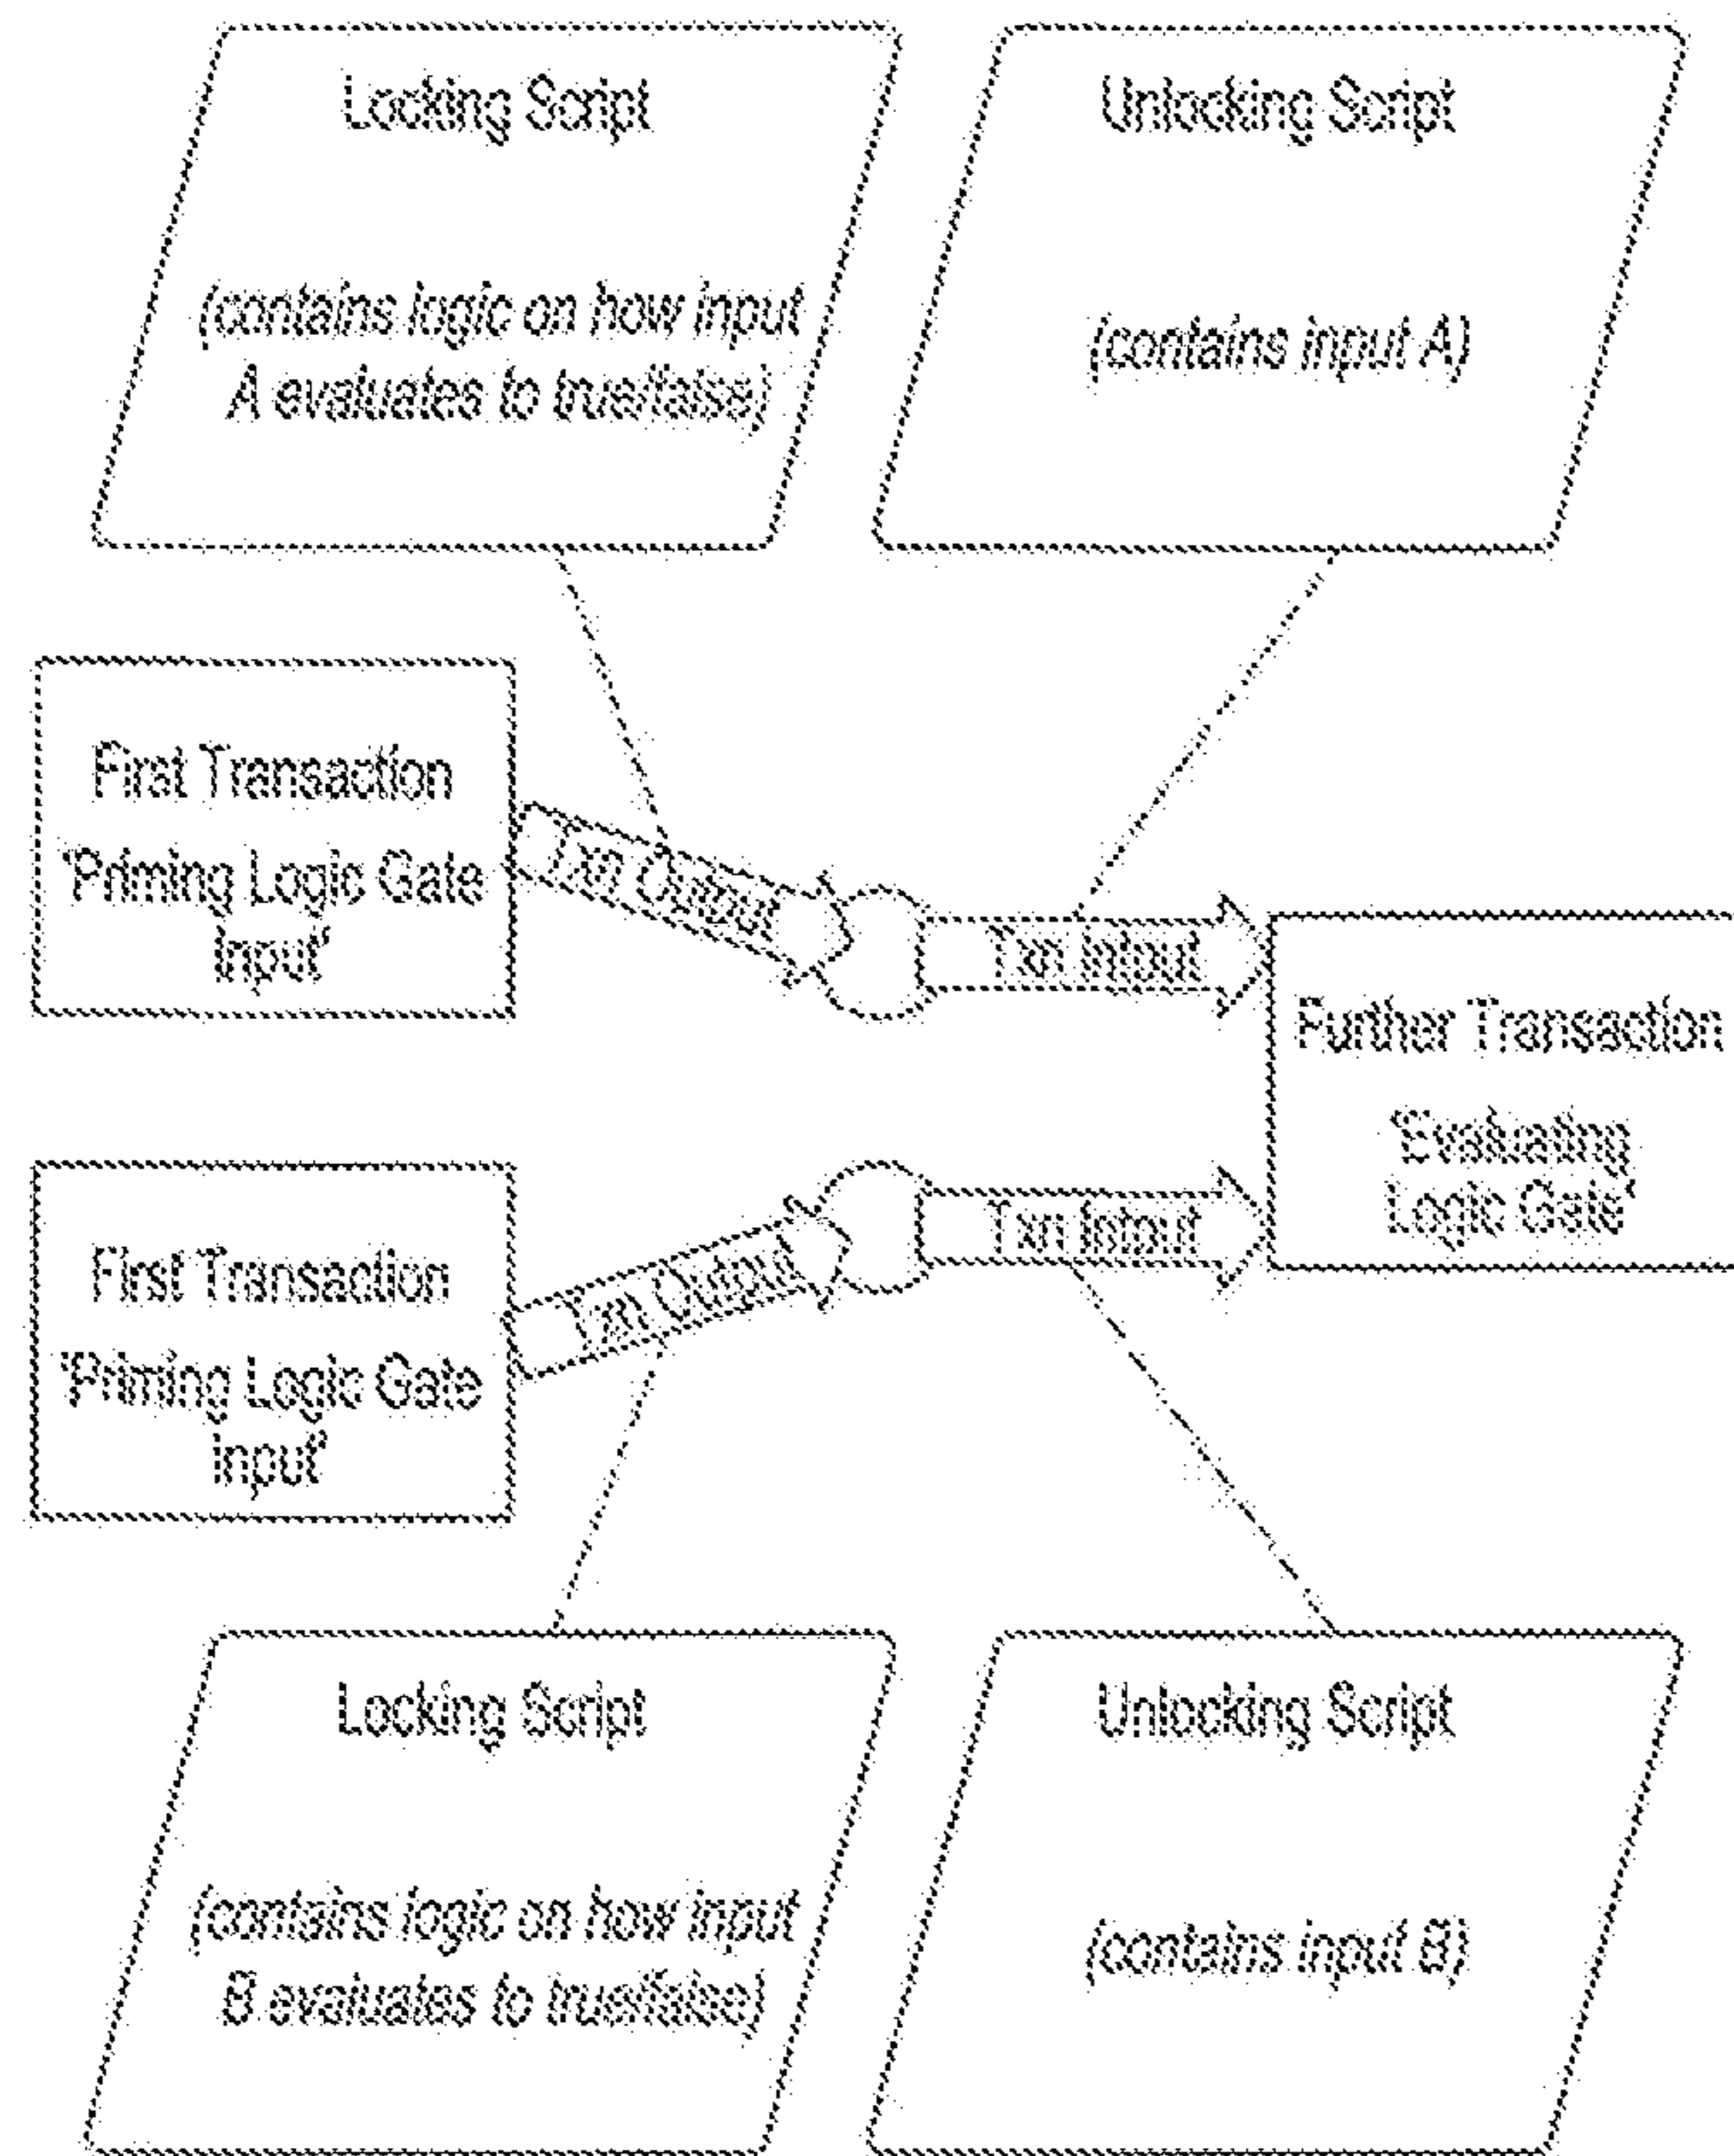 Locking Script
(contains logic on how input
A evaluates to true/false)
Unlocking Script
(contains input A)
First Transaction
'Priming Logic Gate
Input'
Txn Output
Txn Intput
Further Transaction
'Evaluating
Logic Gate'
First Transaction
'Priming Logic Gate
Input'
Txn Output
Txn Intput
Locking Script
(contains logic on how input
B evaluates to true/false)
Unlocking Script
(contains input B)